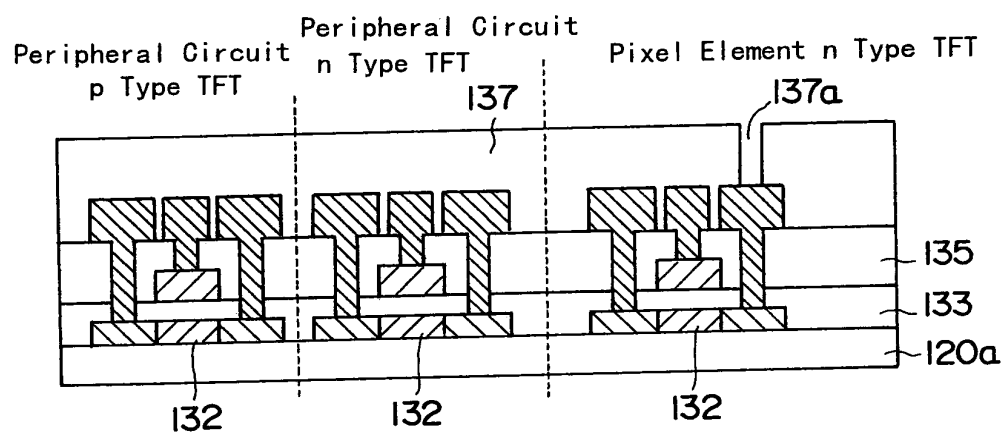 Peripheral Circuit
p Type TFT
Peripheral Circuit
n Type TFT
Pixel Element n Type TFT
137
137a
135
133
120a
132
132
132